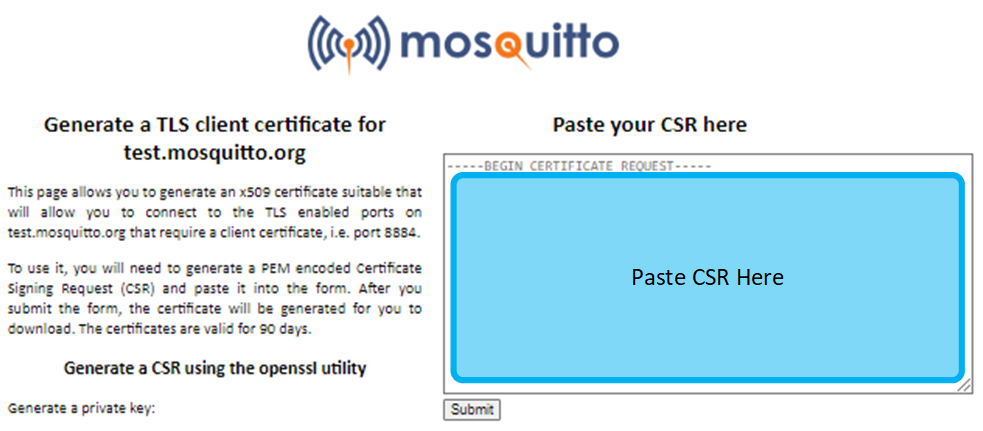 mosquitto
Generate a TLS client certificate for
test.mosquitto.org
This page allows you to generate an x509 certificate suitable that
will allow you to connect to the TLS enabled ports on
test.mosquitto.org that require a client certificate, i.e. port 8884.
To use it, you will need to generate a PEM encoded Certificate
Signing Request (CSR) and paste it into the form. After you
submit the form, the certificate will be generated for you to
download. The certificates are valid for 90 days.
Generate a CSR using the openssl utility
Generate a private key:
Paste your CSR here
-----BEGIN CERTIFICATE REQUEST-----
Paste CSR Here
Submit